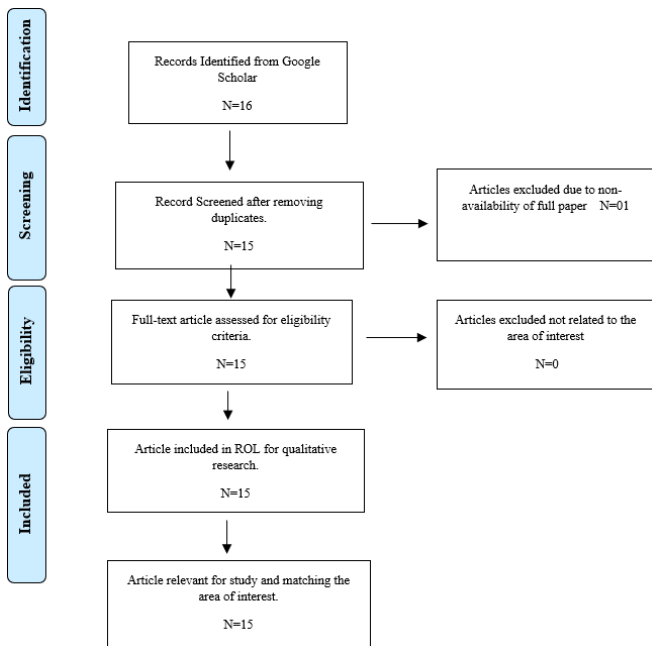 Identification
Records Identified from Google
Scholar
N=16
Screening
Record Screened after removing
duplicates.
N=15
Articles excluded due to non-
availability of full paper N=01
Eligibility
Full-text article assessed for eligibility
criteria.
N=15
Articles excluded not related to the
area of interest
N=0
Included
Article included in ROL for qualitative
research.
N=15
Article relevant for study and matching the
area of interest.
N=15